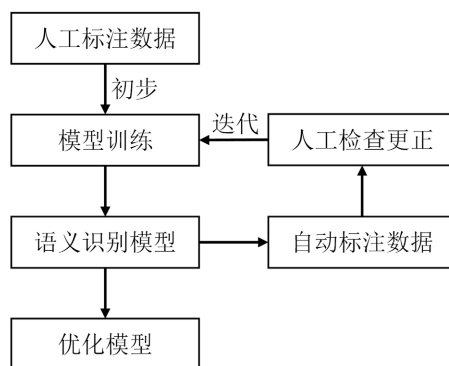 人工标注数据
初步
模型训练
迭代
人工检查更正
语义识别模型
自动标注数据
优化模型